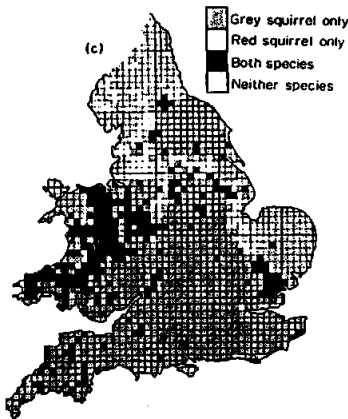 Grey squirrel only
(c)
Red squirrel only
Both species
Neither species